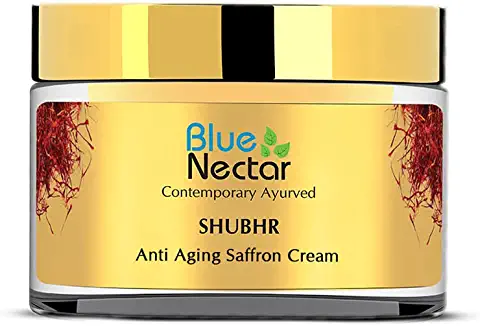 Blue
Nectar
Contemporary Ayurved
SHUBHR
Anti Aging Saffron Cream